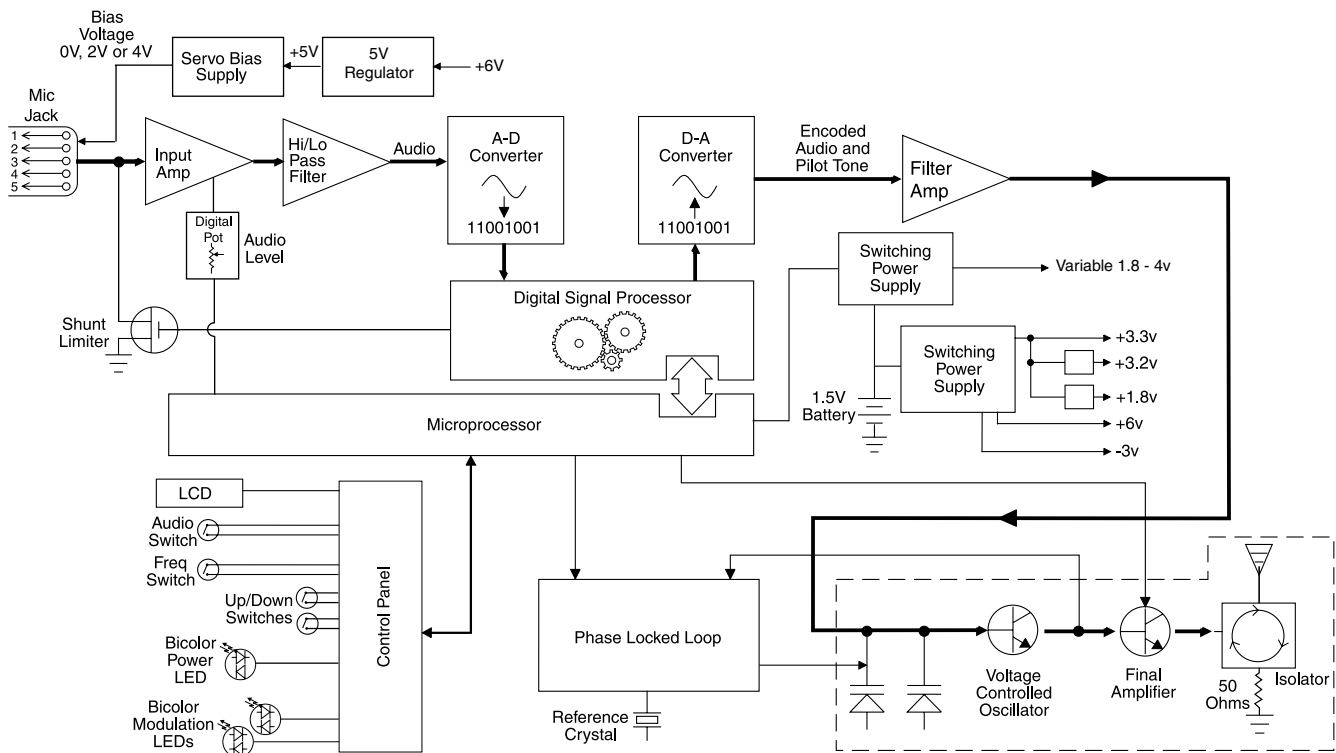 Bias
Voltage
0V, 2V or 4V
Servo Bias
Supply
+5V
5V
Regulator
+6V
Mic
Jack
1
2
3
4
5
Input
Amp
Hi/Lo
Pass
Filter
Audio
A-D
Converter
11001001
D-A
Converter
11001001
Encoded
Audio and
Pilot Tone
Filter
Amp
Digital
Pot
Audio
Level
Switching
Power
Supply
Variable 1.8 - 4v
Digital Signal Processor
Shunt
Limiter
Switching
Power
Supply
+3.3v
+3.2v
+1.8v
+6v
-3v
1.5V
Battery
Microprocessor
LCD
Audio
Switch
Freq
Switch
Up/Down
Switches
Bicolor
Power
LED
Bicolor
Modulation
LEDs
Control Panel
Phase Locked Loop
Reference
Crystal
Voltage
Controlled
Oscillator
Final
Amplifier
50
Ohms
Isolator